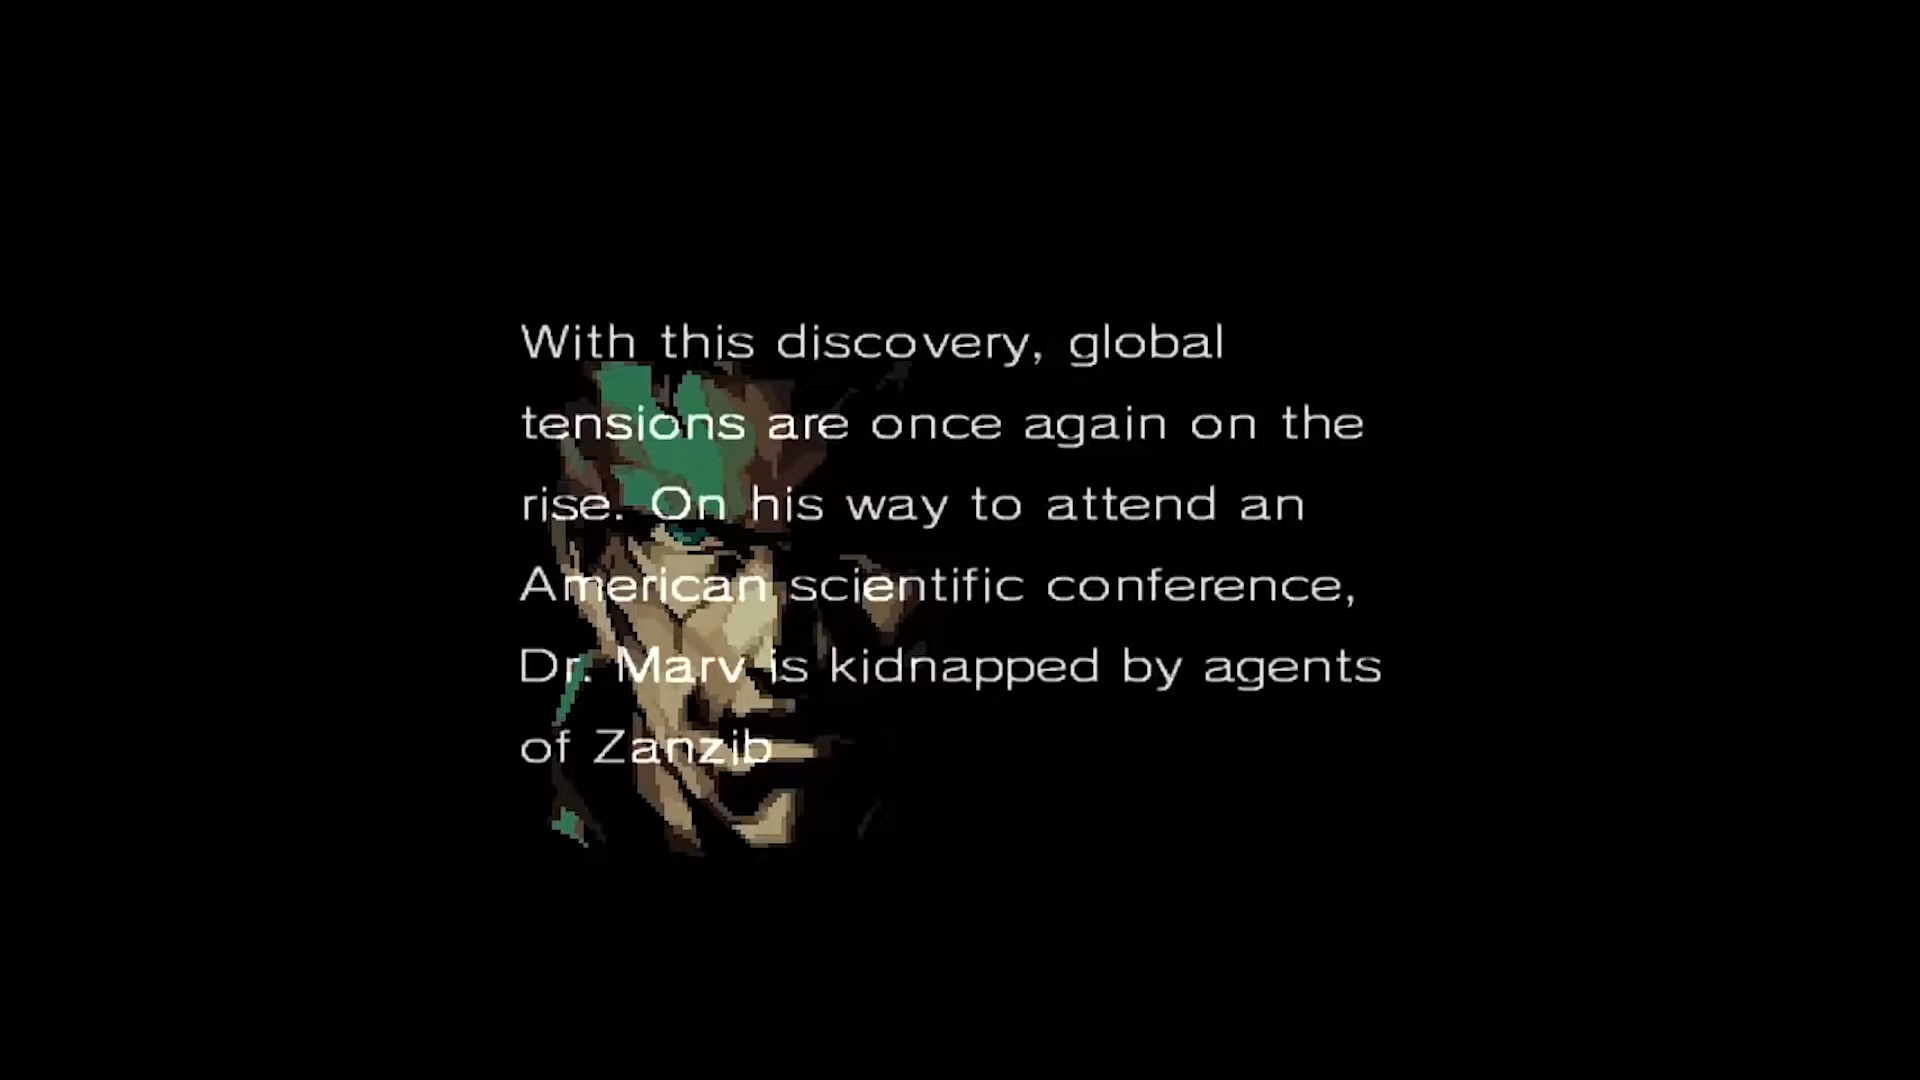 With this discovery, global
tensions are once again on the
rise. On his way to attend an
American scientific conference,
Dr. Marv is kidnapped by agents
of Zanzib